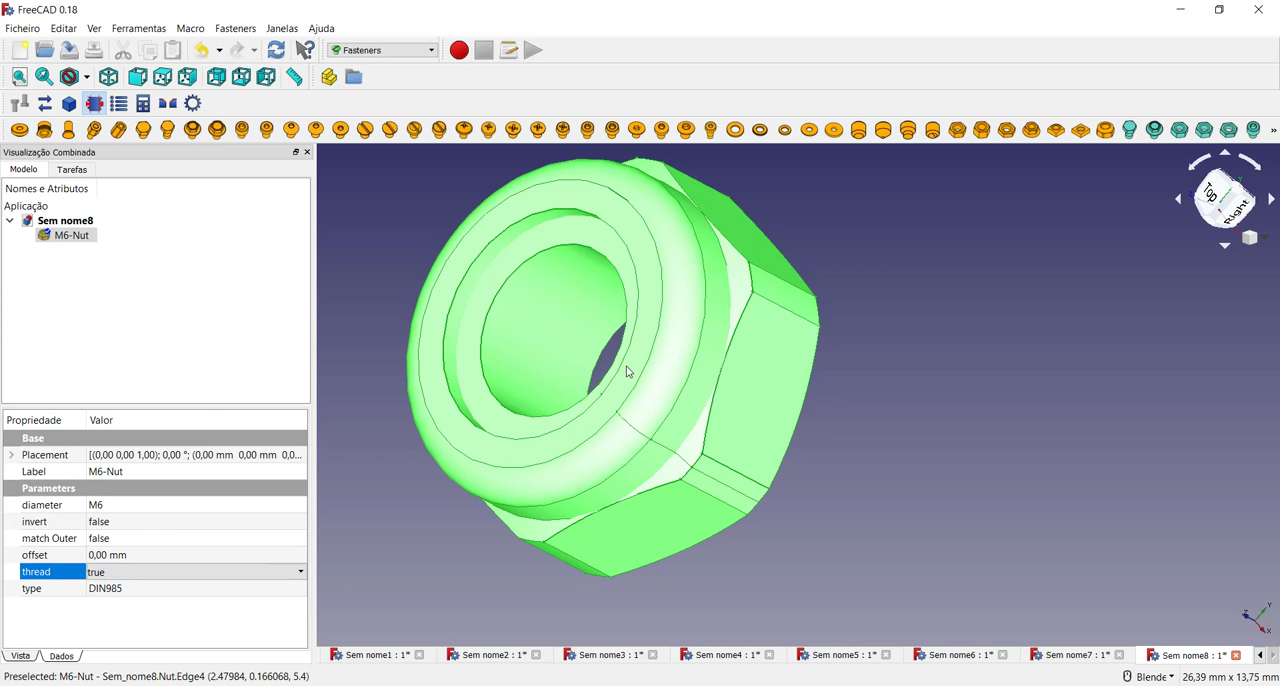 FreeCAD 0.18
Ficheiro Editar Ver Ferramentas Macro Fasteners Janelas Ajuda
Fasteners
Visualização Combinada
Modelo Tarefas
Nomes e Atributos
Aplicação
Sem nome8
M6-Nut
Propriedade Valor
Base
Placement [(0,00 0,00 1,00); 0,00 °; (0,00 mm 0,00 mm 0,0...
Label M6-Nut
Parameters
diameter M6
invert false
match Outer false
offset 0,00 mm
thread true
type DIN985
Top
Right
Y
Z
X
Vista Dados
Sem nome1 : 1* Sem nome2 : 1* Sem nome3 : 1* Sem nome4 : 1* Sem nome5 : 1* Sem nome6 : 1* Sem nome7 : 1* Sem nome8 : 1*
Preselected: M6-Nut - Sem_nome8.Nut.Edge4 (2.47984, 0.166068, 5.4) Blende 26,39 mm x 13,75 mm